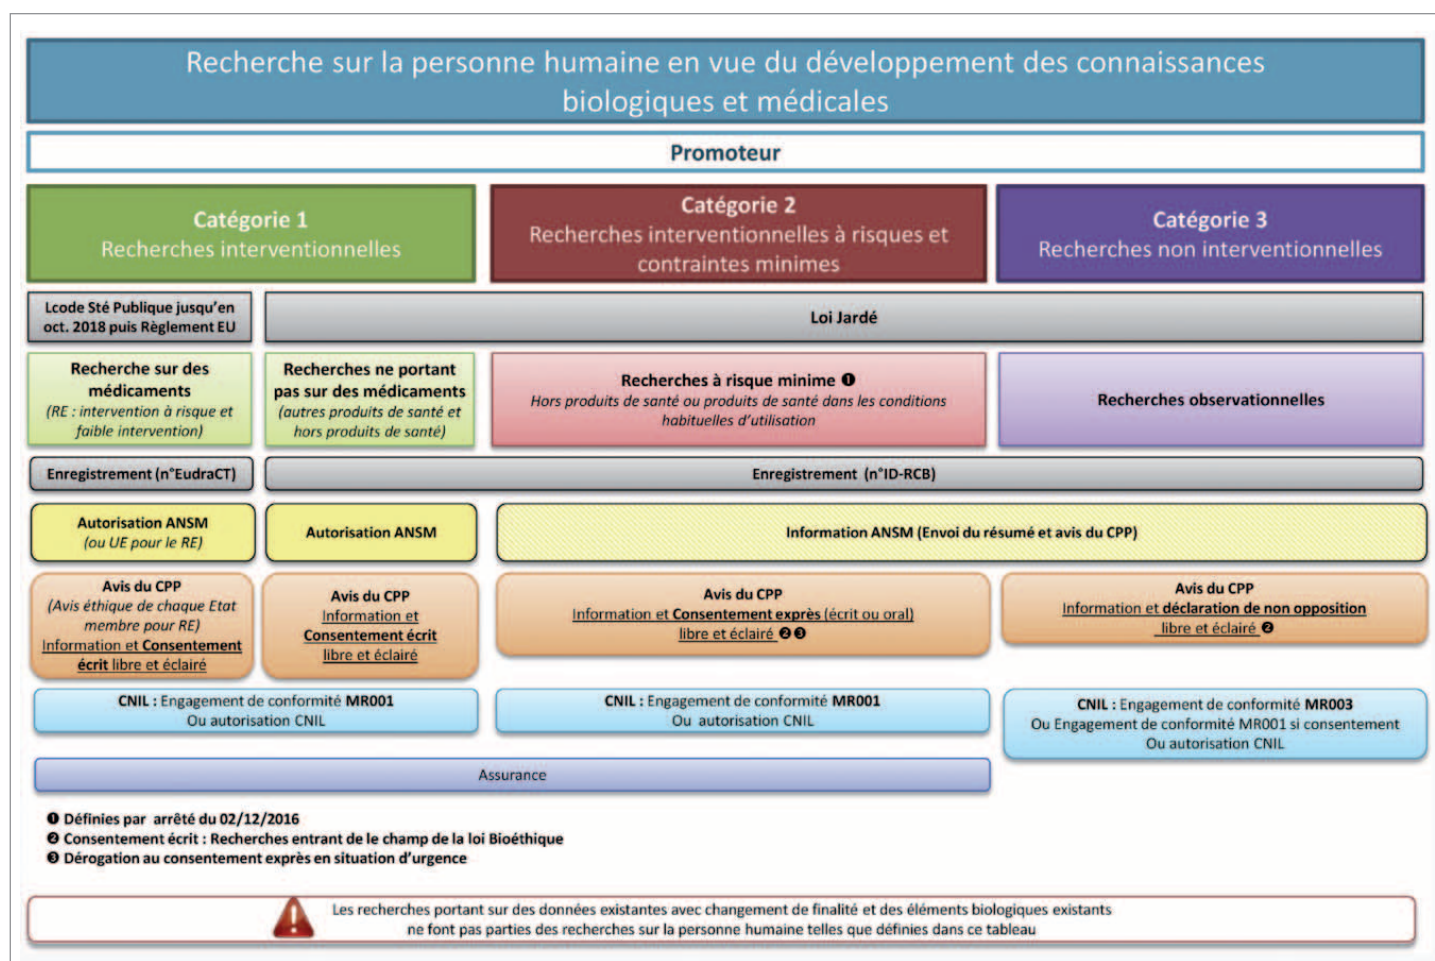 Recherche sur la personne humaine en vue du développement des connaissances
biologiques et médicales
Promoteur
Catégorie 1
Recherches interventionnelles
Catégorie 2
Recherches interventionnelles à risques et
contraintes minimes
Catégorie 3
Recherches non interventionnelles
Lcode Sté Publique jusqu'en
oct. 2018 puis Règlement EU
Loi Jardé
Recherche sur des
médicaments
(RE : intervention à risque et
faible intervention)
Recherches ne portant
pas sur des médicaments
(autres produits de santé et
hors produits de santé)
Recherches à risque minime ❶
Hors produits de santé ou produits de santé dans les conditions
habituelles d'utilisation
Recherches observationnelles
Enregistrement (n°EudraCT)
Enregistrement (n°ID-RCB)
Autorisation ANSM
(ou UE pour le RE)
Autorisation ANSM
Information ANSM (Envoi du résumé et avis du CPP)
Avis du CPP
(Avis éthique de chaque Etat
membre pour RE)
Information et Consentement
écrit libre et éclairé
Avis du CPP
Information et
Consentement écrit
libre et éclairé
Avis du CPP
Information et Consentement exprès (écrit ou oral)
libre et éclairé ❷❸
Avis du CPP
Information et déclaration de non opposition
libre et éclairé ❷
CNIL : Engagement de conformité MR001
Ou autorisation CNIL
CNIL : Engagement de conformité MR001
Ou autorisation CNIL
CNIL : Engagement de conformité MR003
Ou Engagement de conformité MR001 si consentement
Ou autorisation CNIL
Assurance
❶ Définies par arrêté du 02/12/2016
❷ Consentement écrit : Recherches entrant de le champ de la loi Bioéthique
❸ Dérogation au consentement exprès en situation d'urgence
Les recherches portant sur des données existantes avec changement de finalité et des éléments biologiques existants
ne font pas parties des recherches sur la personne humaine telles que définies dans ce tableau